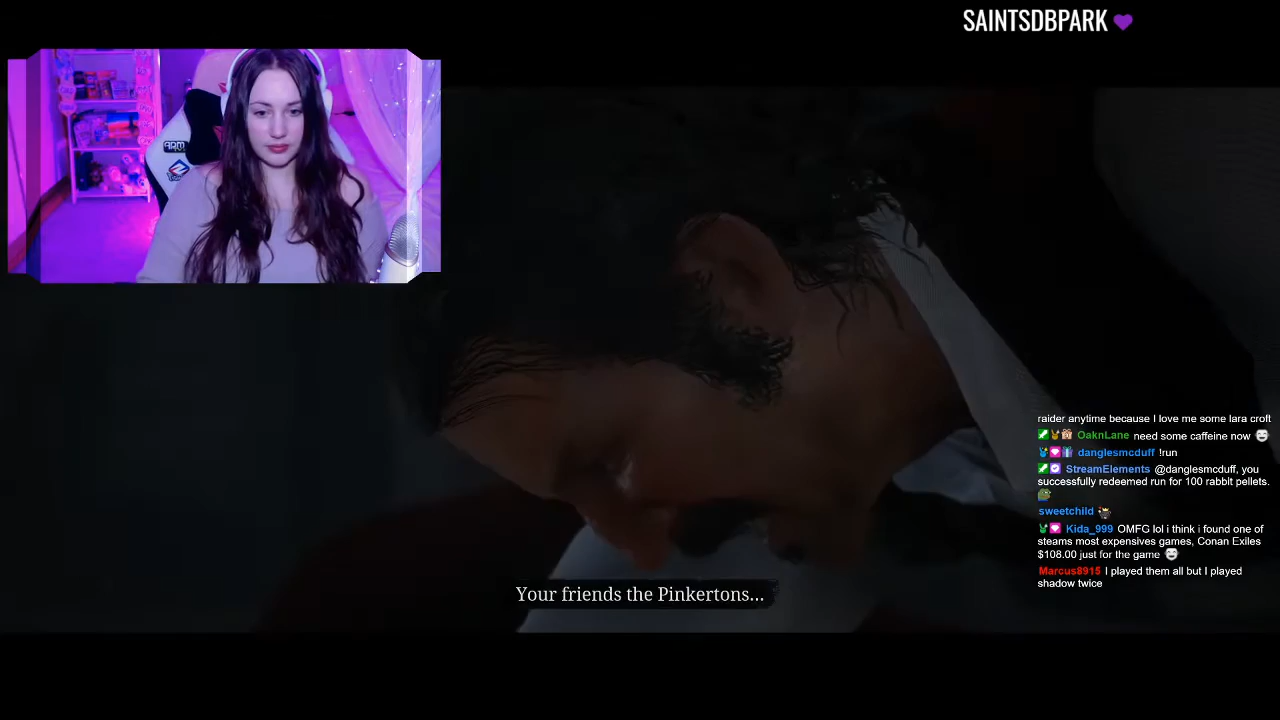 SAINTSDBPARK
raider anytime because I love me some lara croft
OaknLane need some caffeine now
danglesmcduff !run
StreamElements @danglesmcduff, you
successfully redeemed run for 100 rabbit pellets.
sweetchild
Kida_999 OMFG lol i think i found one of
steams most expensives games, Conan Exiles
$108.00 just for the game
Marcus8915 I played them all but I played
shadow twice
Your friends the Pinkertons...